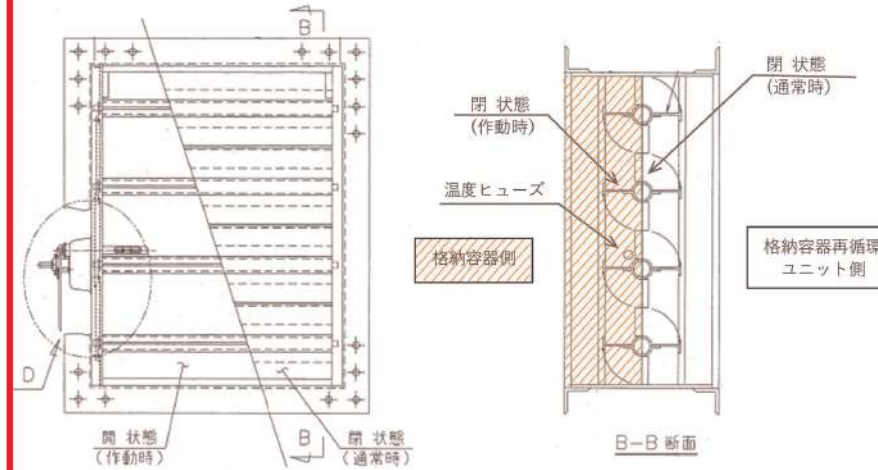 B
閉 状態
(通常時)
閉 状態
(作動時)
温度ヒューズ
格納容器側
格納容器再循環
ユニット側
D
開 状態
(作動時)
B
閉 状態
(通常時)
B-B 断面